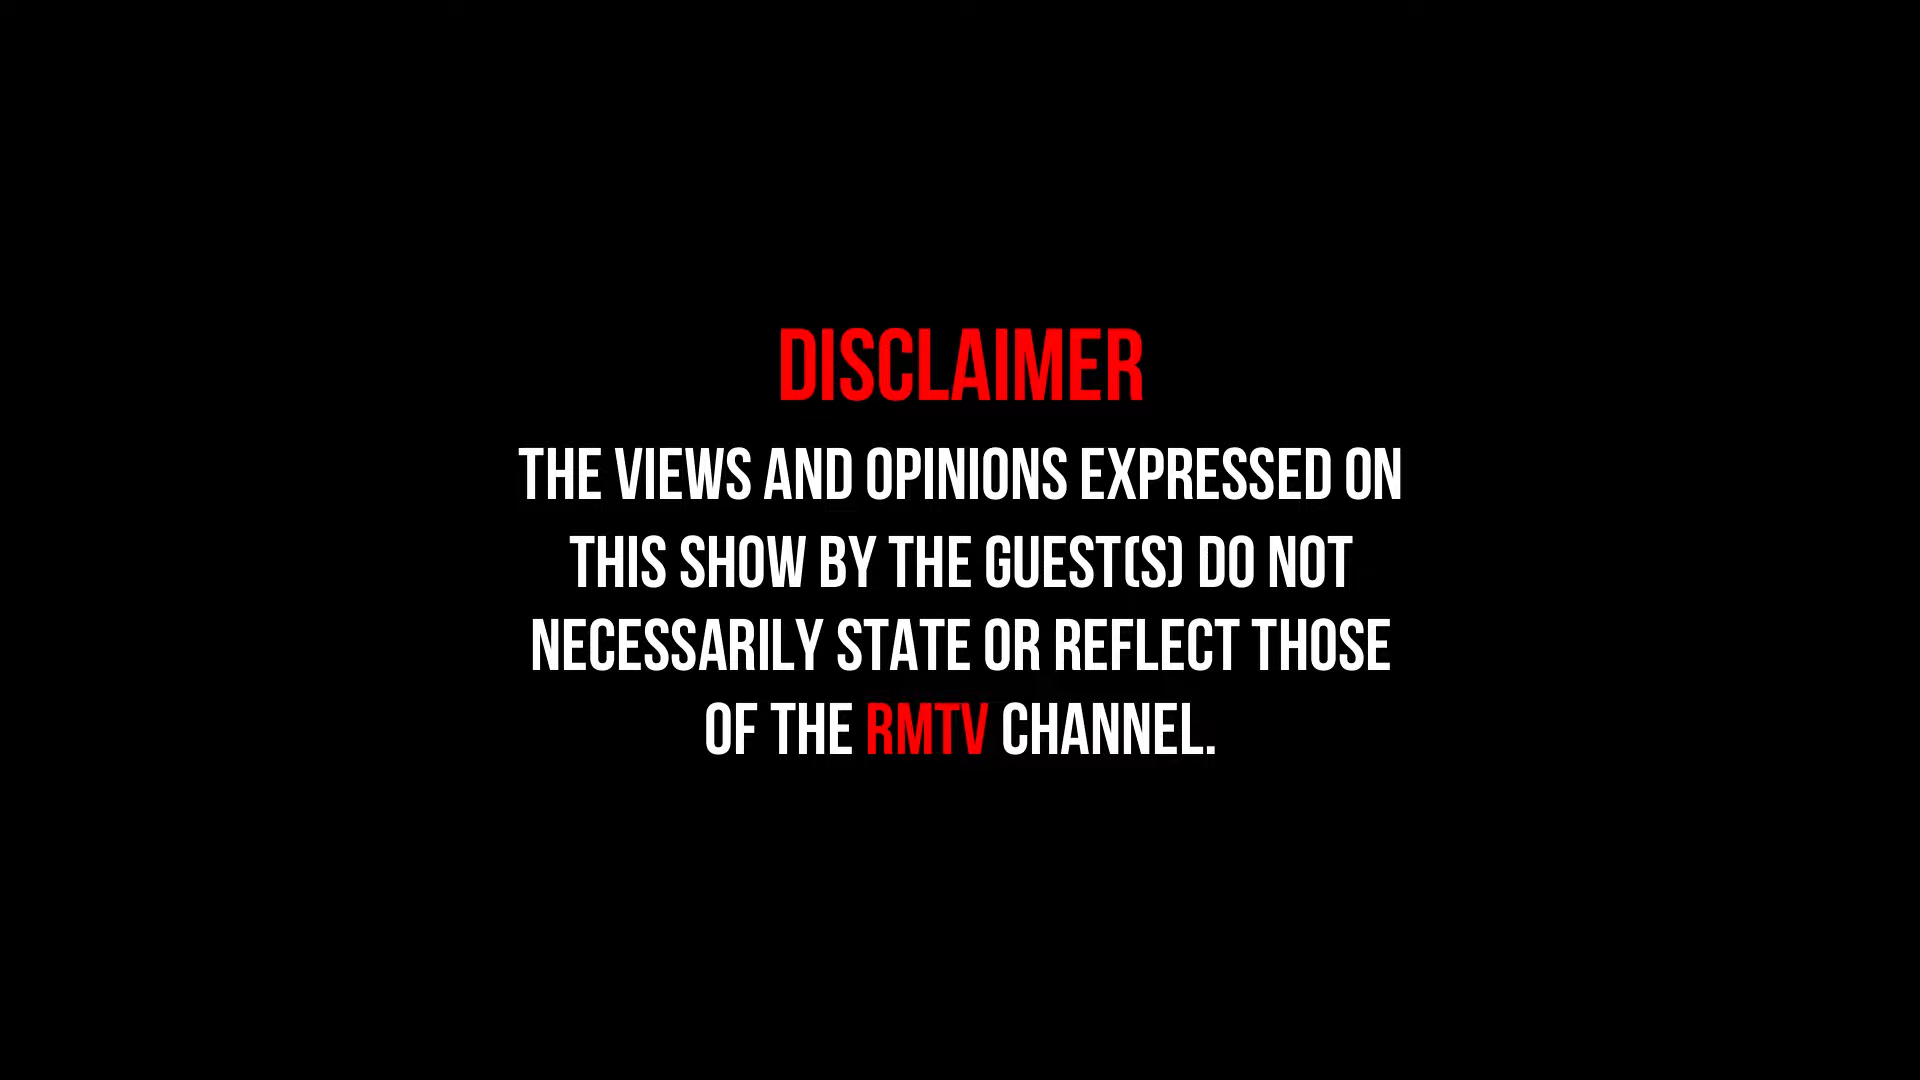 DISCLAIMER
THE VIEWS AND OPINIONS EXPRESSED ON
THIS SHOW BY THE GUEST(S) DO NOT
NECESSARILY STATE OR REFLECT THOSE
OF THE RMTV CHANNEL.